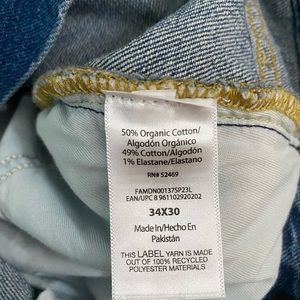 50% Organic Cotton/
Algodón Orgánico
49% Cotton/Algodón
1% Elastane/Elastano
RN# 52469
FAMDN00137SP23L
EAN/UPC 8 961102920202
34X30
Made In/Hecho En
Pakistán
THIS LABEL YARN IS MADE
OUT OF 100% RECYCLED
POLYESTER MATERIALS